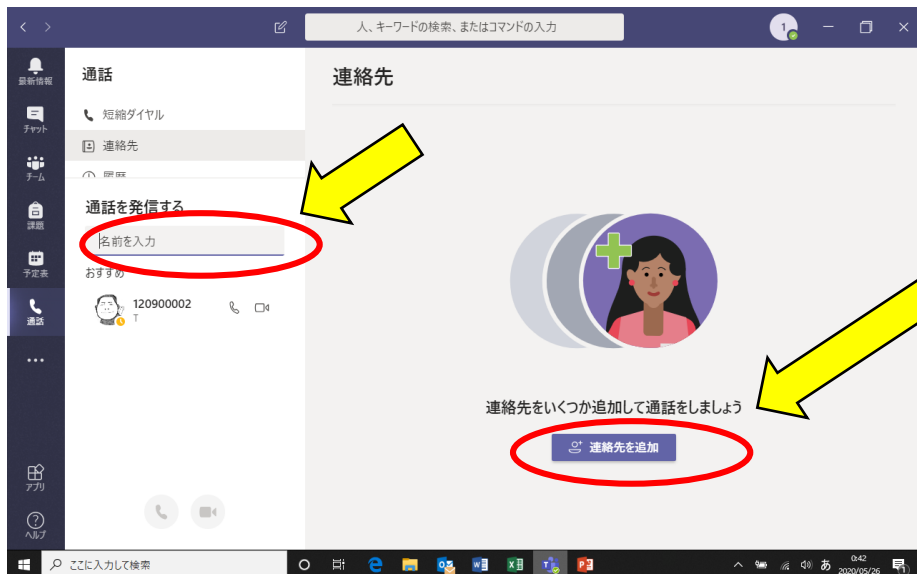 人、キーワードの検索、またはコマンドの入力
1
最新情報
チャット
チーム
課題
予定表
通話
アプリ
ヘルプ
通話
短縮ダイヤル
連絡先
履歴
通話を発信する
名前を入力
おすすめ
120900002
T
連絡先
連絡先をいくつか追加して通話をしましょう
連絡先を追加
ここに入力して検索
あ
0:42
2020/05/26